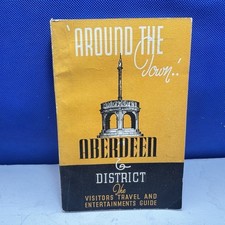 'AROUND THE
Town..'
ABERDEEN
&
DISTRICT
The
VISITORS TRAVEL AND
ENTERTAINMENTS GUIDE